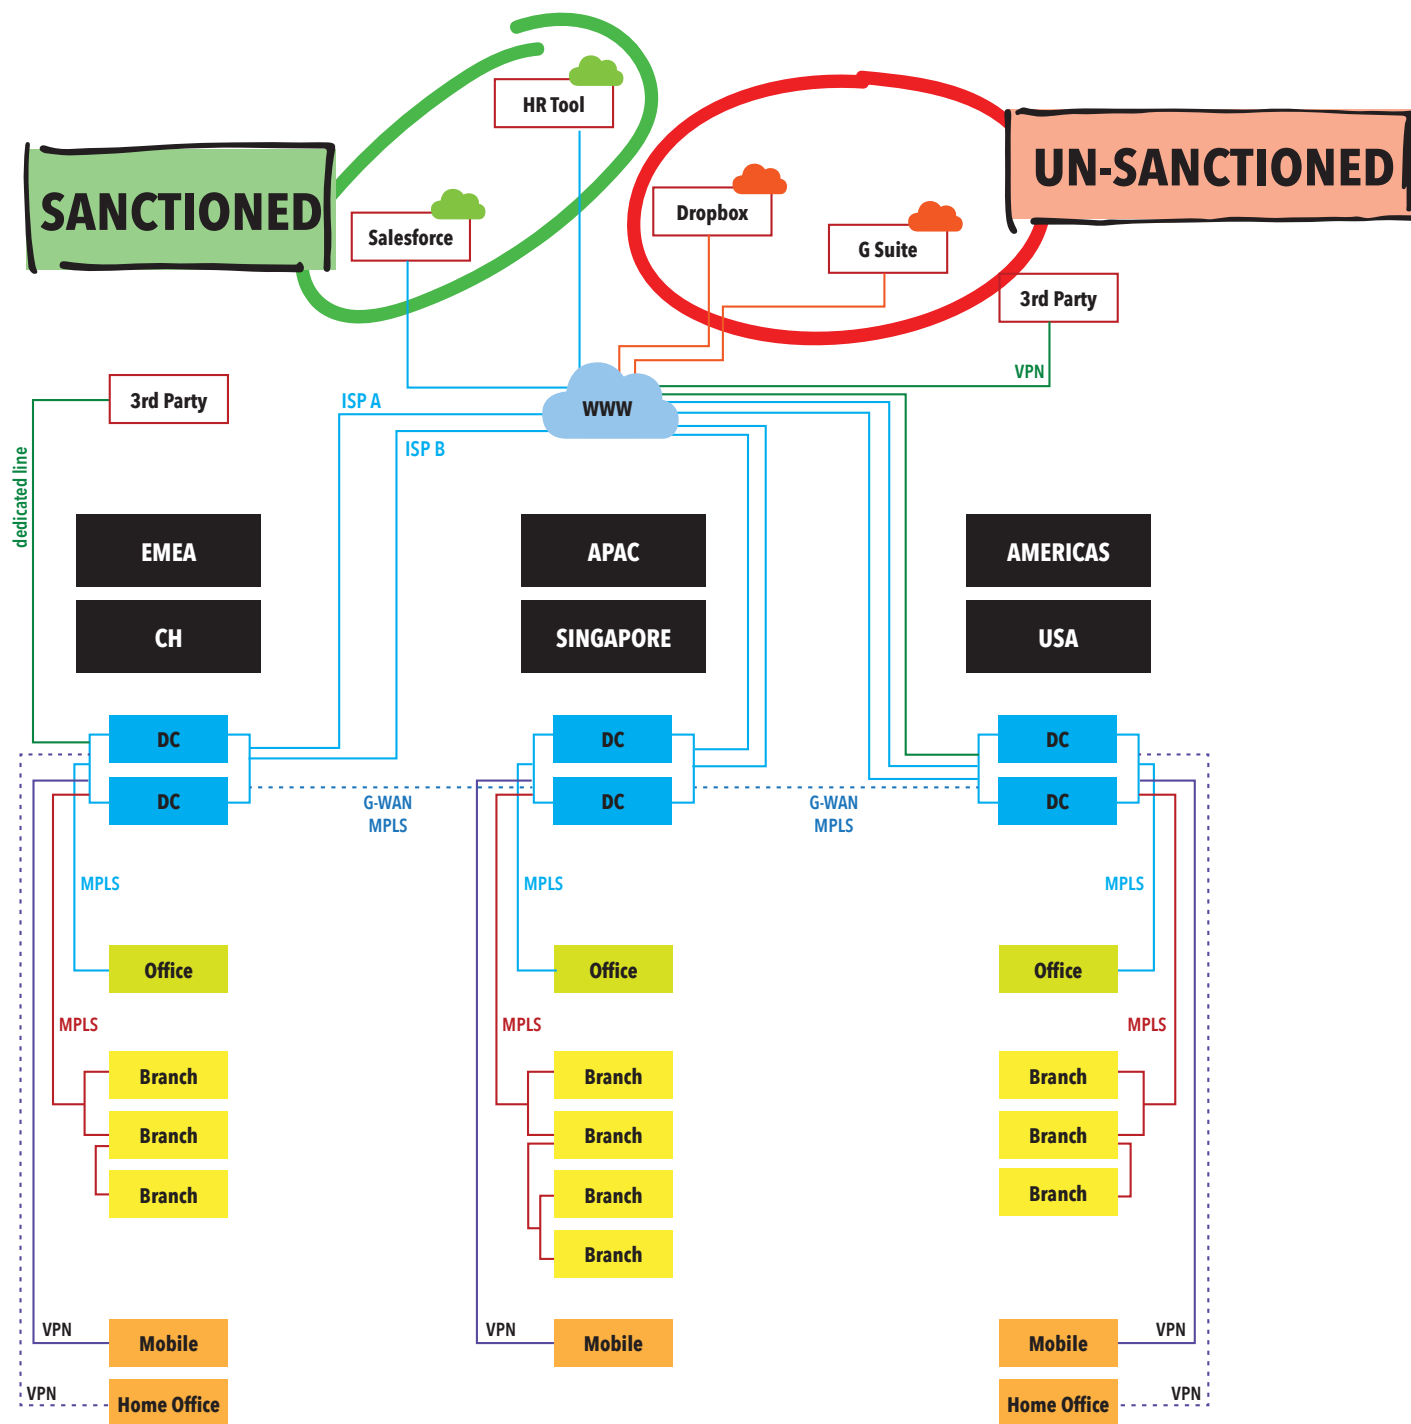 HR Tool
SANCTIONED
UN-SANCTIONED
Dropbox
Salesforce
G Suite
3rd Party
VPN
3rd Party
ISP A
WWW
ISP B
dedicated line
EMEA
APAC
AMERICAS
CH
SINGAPORE
USA
DC
DC
DC
DC
DC
DC
G-WAN
MPLS
G-WAN
MPLS
MPLS
MPLS
MPLS
Office
Office
Office
MPLS
MPLS
MPLS
Branch
Branch
Branch
Branch
Branch
Branch
Branch
Branch
Branch
Branch
VPN
Mobile
VPN
Mobile
Mobile
VPN
VPN
Home Office
Home Office
VPN